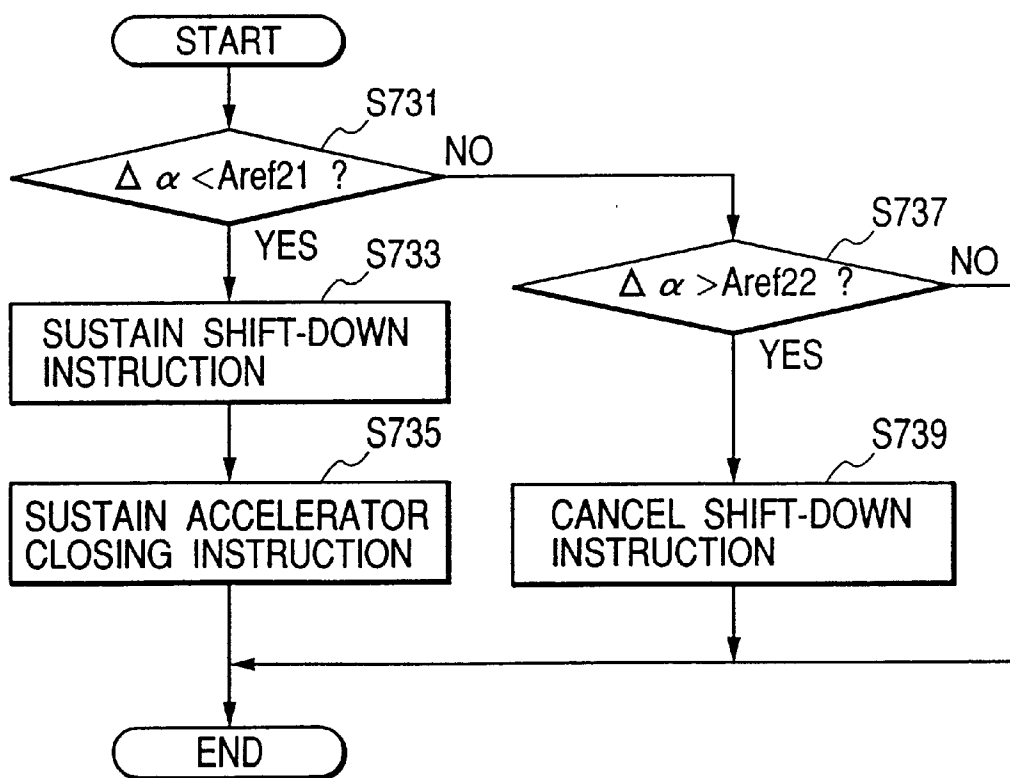 START
S731
Δ α <Aref21 ?
NO
YES
S733
SUSTAIN SHIFT-DOWN
INSTRUCTION
S735
SUSTAIN ACCELERATOR
CLOSING INSTRUCTION
S737
Δ α >Aref22 ?
NO
YES
S739
CANCEL SHIFT-DOWN
INSTRUCTION
END